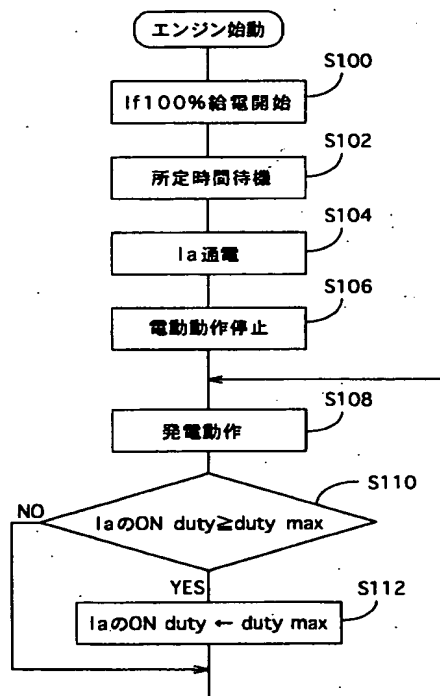 エンジン始動
S100
If100%給電開始
S102
所定時間待機
S104
Ia通電
S106
電動動作停止
S108
発電動作
S110
NO
IaのON duty≧duty max
YES
S112
IaのON duty ← duty max